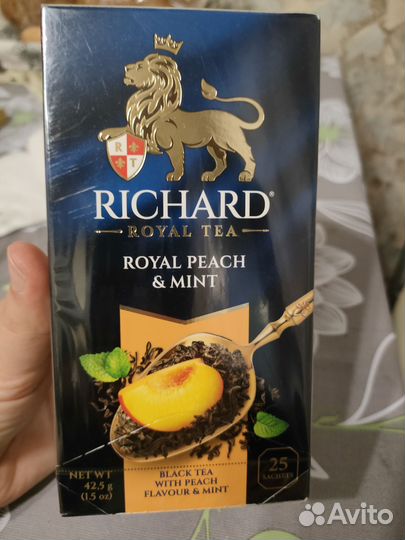 R T
RICHARD®
ROYAL TEA
ROYAL PEACH
& MINT
NET WT
42,5 g
(1.5 oz)
BLACK TEA
WITH PEACH
FLAVOUR & MINT
25
SACHETS
Avito